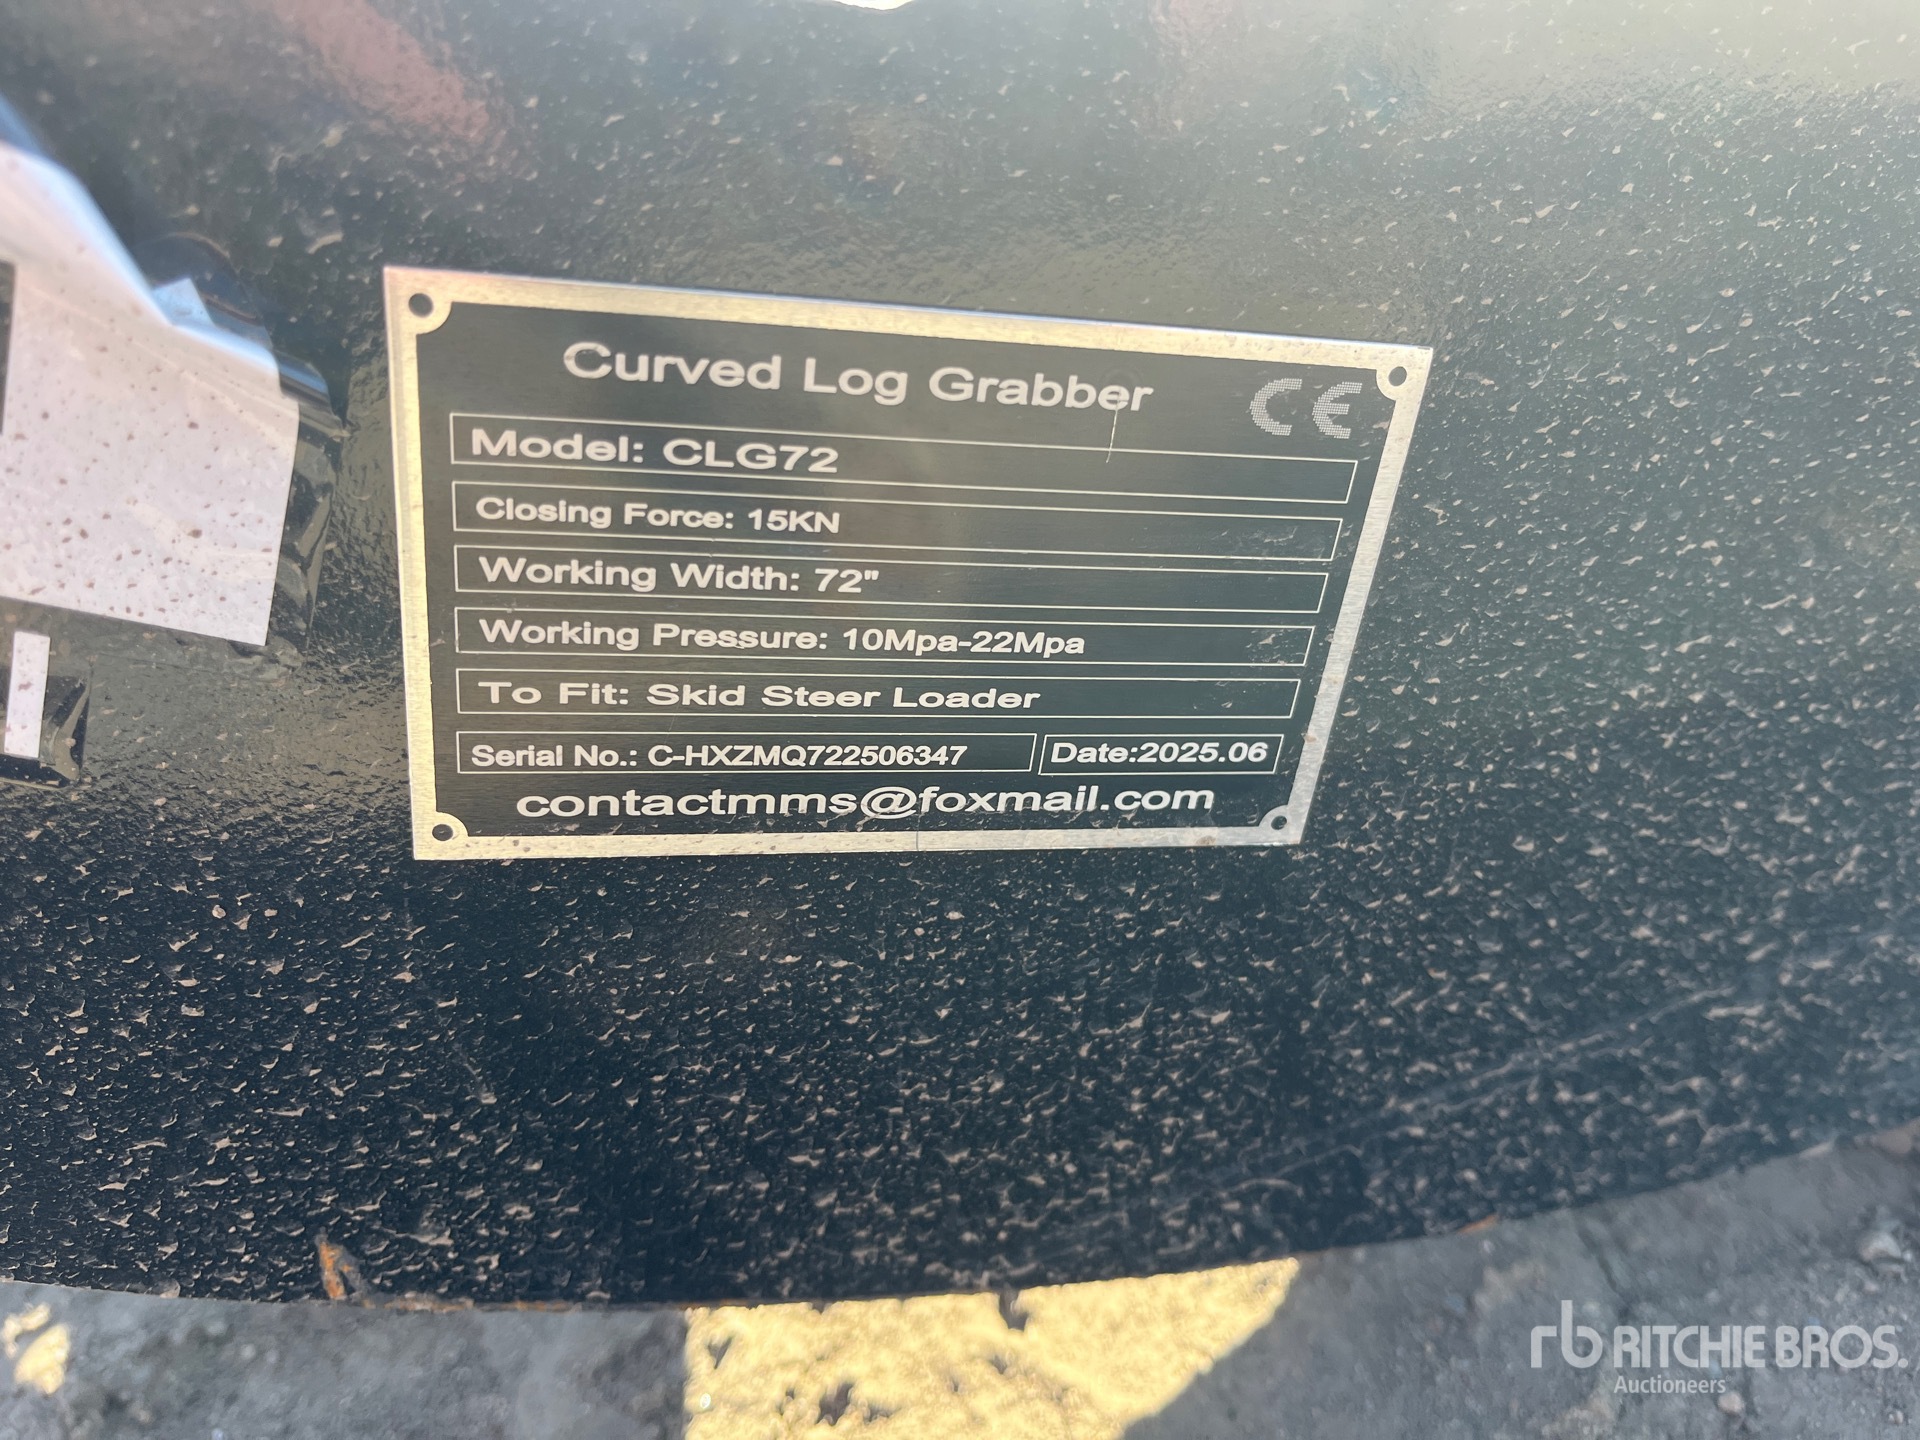 Curved Log Grabber
CE
Model: CLG72
Closing Force: 15KN
Working Width: 72"
Working Pressure: 10Mpa-22Mpa
To Fit: Skid Steer Loader
Serial No.: C-HXZMQ722506347
Date:2025.06
contactmms@foxmail.com
rb RITCHIE BROS.
Auctioneers